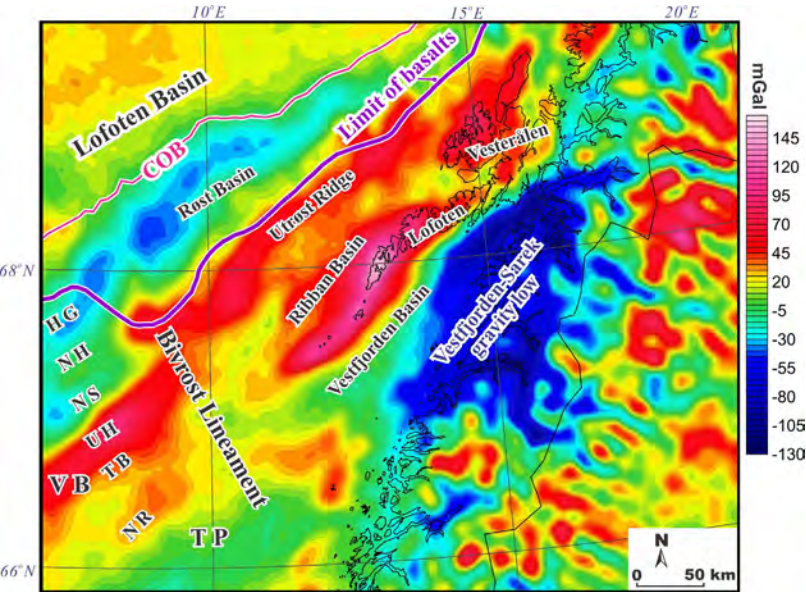 10°E
15°E
20°E
mGal
145
120
95
70
45
20
-5
-30
-55
-80
-105
-130
Lofoten Basin
COB
Limit of basalts
Røst Basin
Utrøst Ridge
Vesterålen
Lofoten
Ribban Basin
Vestfjorden Basin
Vestfjorden-Sarek
gravity low
68°N
HG
NH
NS
UH
TB
VB
NR
TP
Bivrost Lineament
66°N
N
0 50 km